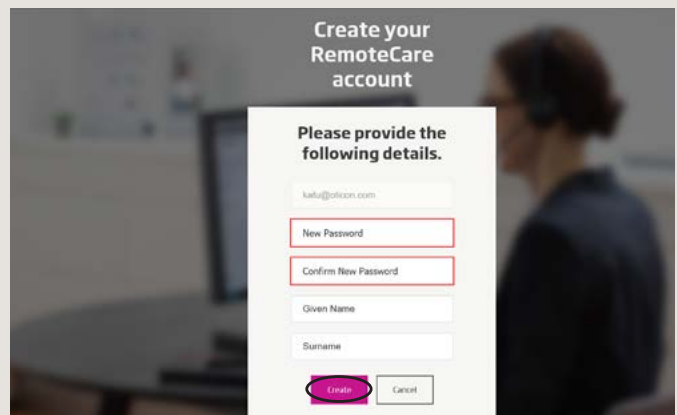 Create your
RemoteCare
account
Please provide the
following details.
katu@oticon.com
New Password
Confirm New Password
Given Name
Surname
Create
Cancel